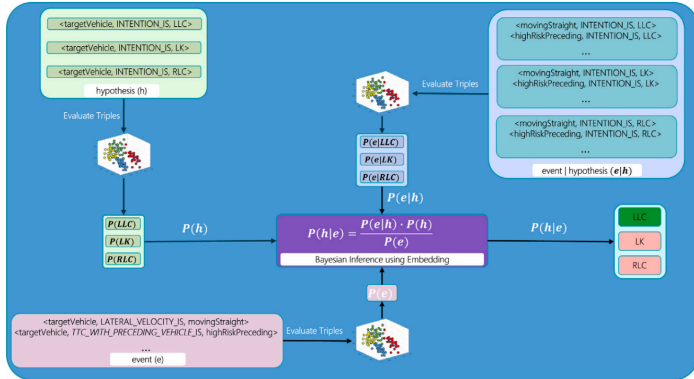 <targetVehicle, INTENTION_IS, LLC>
<targetVehicle, INTENTION_IS, LK>
<targetVehicle, INTENTION_IS, RLC>
hypothesis (h)
Evaluate Triples
P(LLC)
P(LK)
P(RLC)
P(h)
Evaluate Triples
P(e|LLC)
P(e|LK)
P(e|RLC)
P(e|h)
<movingStraight, INTENTION_IS, LLC>
<highRiskPreceding, INTENTION_IS, LLC>
...
<movingStraight, INTENTION_IS, LK>
<highRiskPreceding, INTENTION_IS, LK>
...
<movingStraight, INTENTION_IS, RLC>
<highRiskPreceding, INTENTION_IS, RLC>
...
event | hypothesis (e|h)
P(h|e) = P(e|h) · P(h) / P(e)
Bayesian Inference using Embedding
P(h|e)
LLC
LK
RLC
P(e)
<targetVehicle, LATERAL_VELOCITY_IS, movingStraight>
<targetVehicle, TTC_WITH_PRECEDING_VEHICLE_IS, highRiskPreceding>
...
event (e)
Evaluate Triples